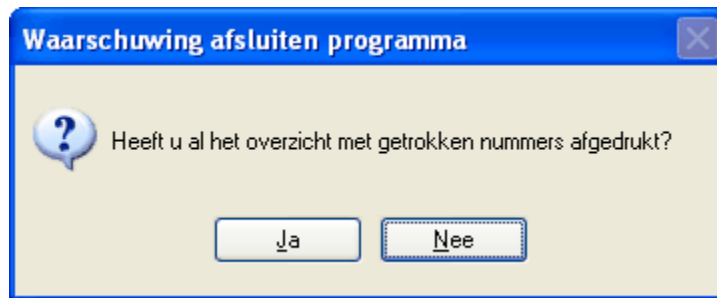 Waarschuwing afsluiten programma
Heeft u al het overzicht met getrokken nummers afgedrukt?
Ja
Nee